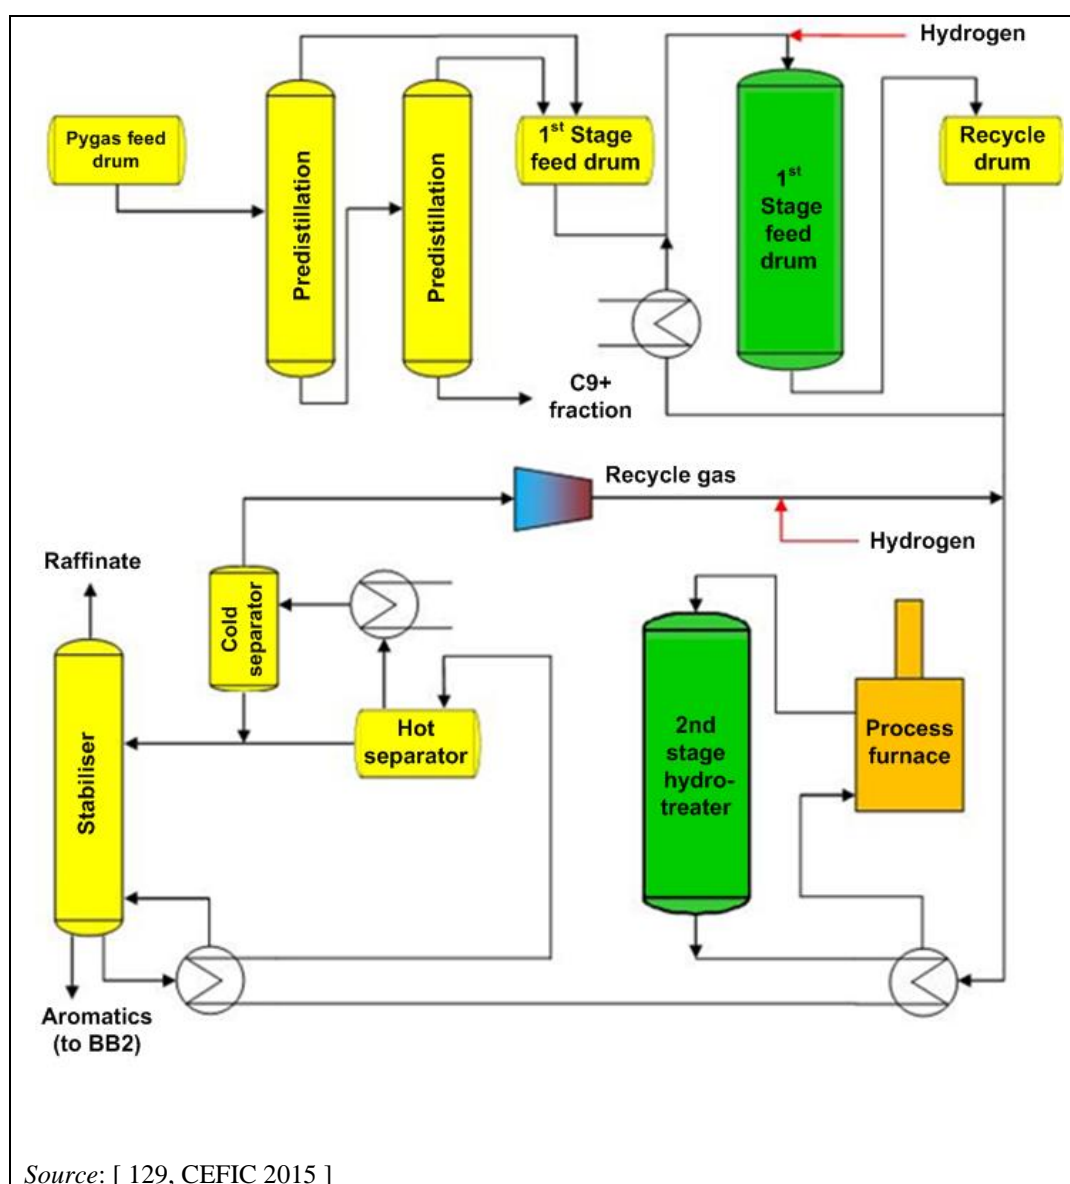 Hydrogen
Pygas feed
drum
Predistillation
Predistillation
1st Stage
feed drum
1st
Stage
feed
drum
Recycle
drum
C9+
fraction
Recycle gas
Hydrogen
Raffinate
Cold
separator
Stabiliser
Hot
separator
2nd
stage
hydro-
treater
Process
furnace
Aromatics
(to BB2)
Source: [ 129, CEFIC 2015 ]